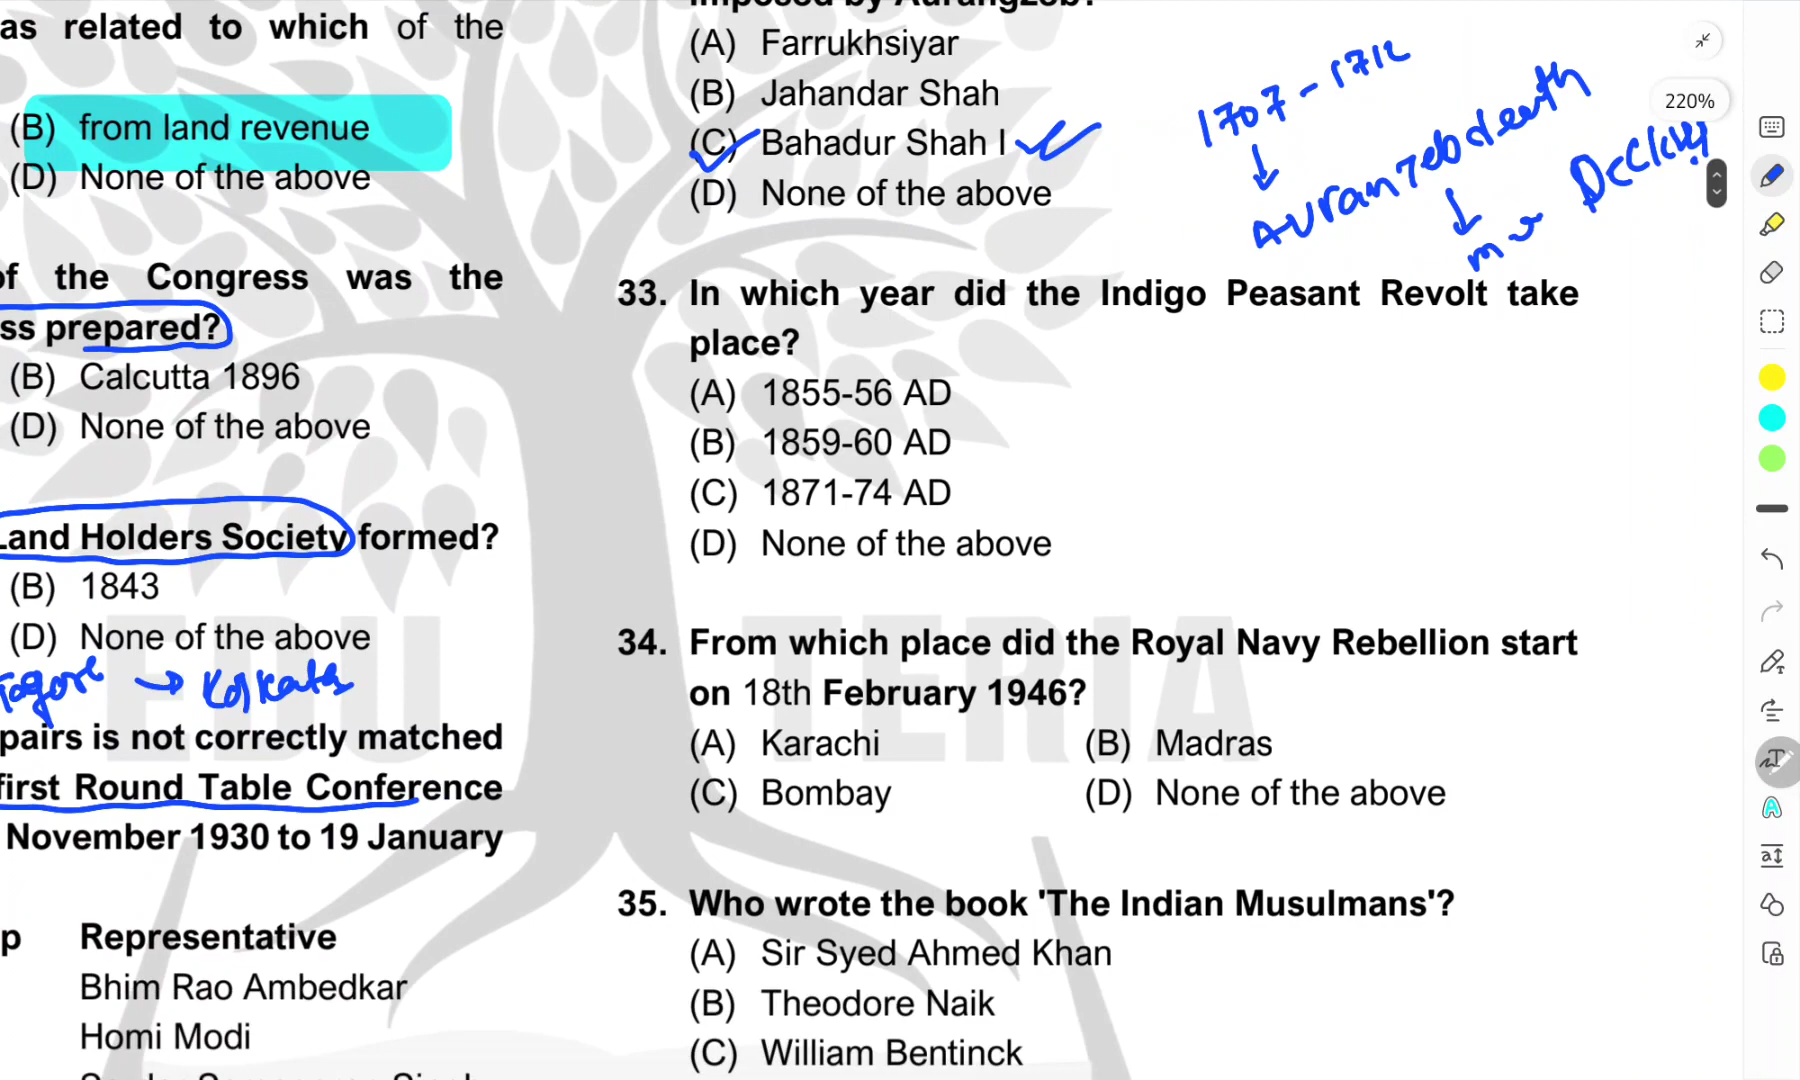 as related to which of the
(B) from land revenue
(D) None of the above
of the Congress was the
ss prepared?
(B) Calcutta 1896
(D) None of the above
Land Holders Society formed?
(B) 1843
(D) None of the above
Tagore → Kolkata
pairs is not correctly matched
first Round Table Conference
November 1930 to 19 January
p Representative
Bhim Rao Ambedkar
Homi Modi
imposed by Aurangzeb?
(A) Farrukhsiyar
(B) Jahandar Shah
(C) Bahadur Shah I
(D) None of the above
1707-1712
Auranzeb death
33. In which year did the Indigo Peasant Revolt take
place?
(A) 1855-56 AD
(B) 1859-60 AD
(C) 1871-74 AD
(D) None of the above
34. From which place did the Royal Navy Rebellion start
on 18th February 1946?
(A) Karachi (B) Madras
(C) Bombay (D) None of the above
35. Who wrote the book 'The Indian Musulmans'?
(A) Sir Syed Ahmed Khan
(B) Theodore Naik
(C) William Bentinck
EDU TERIA
220%